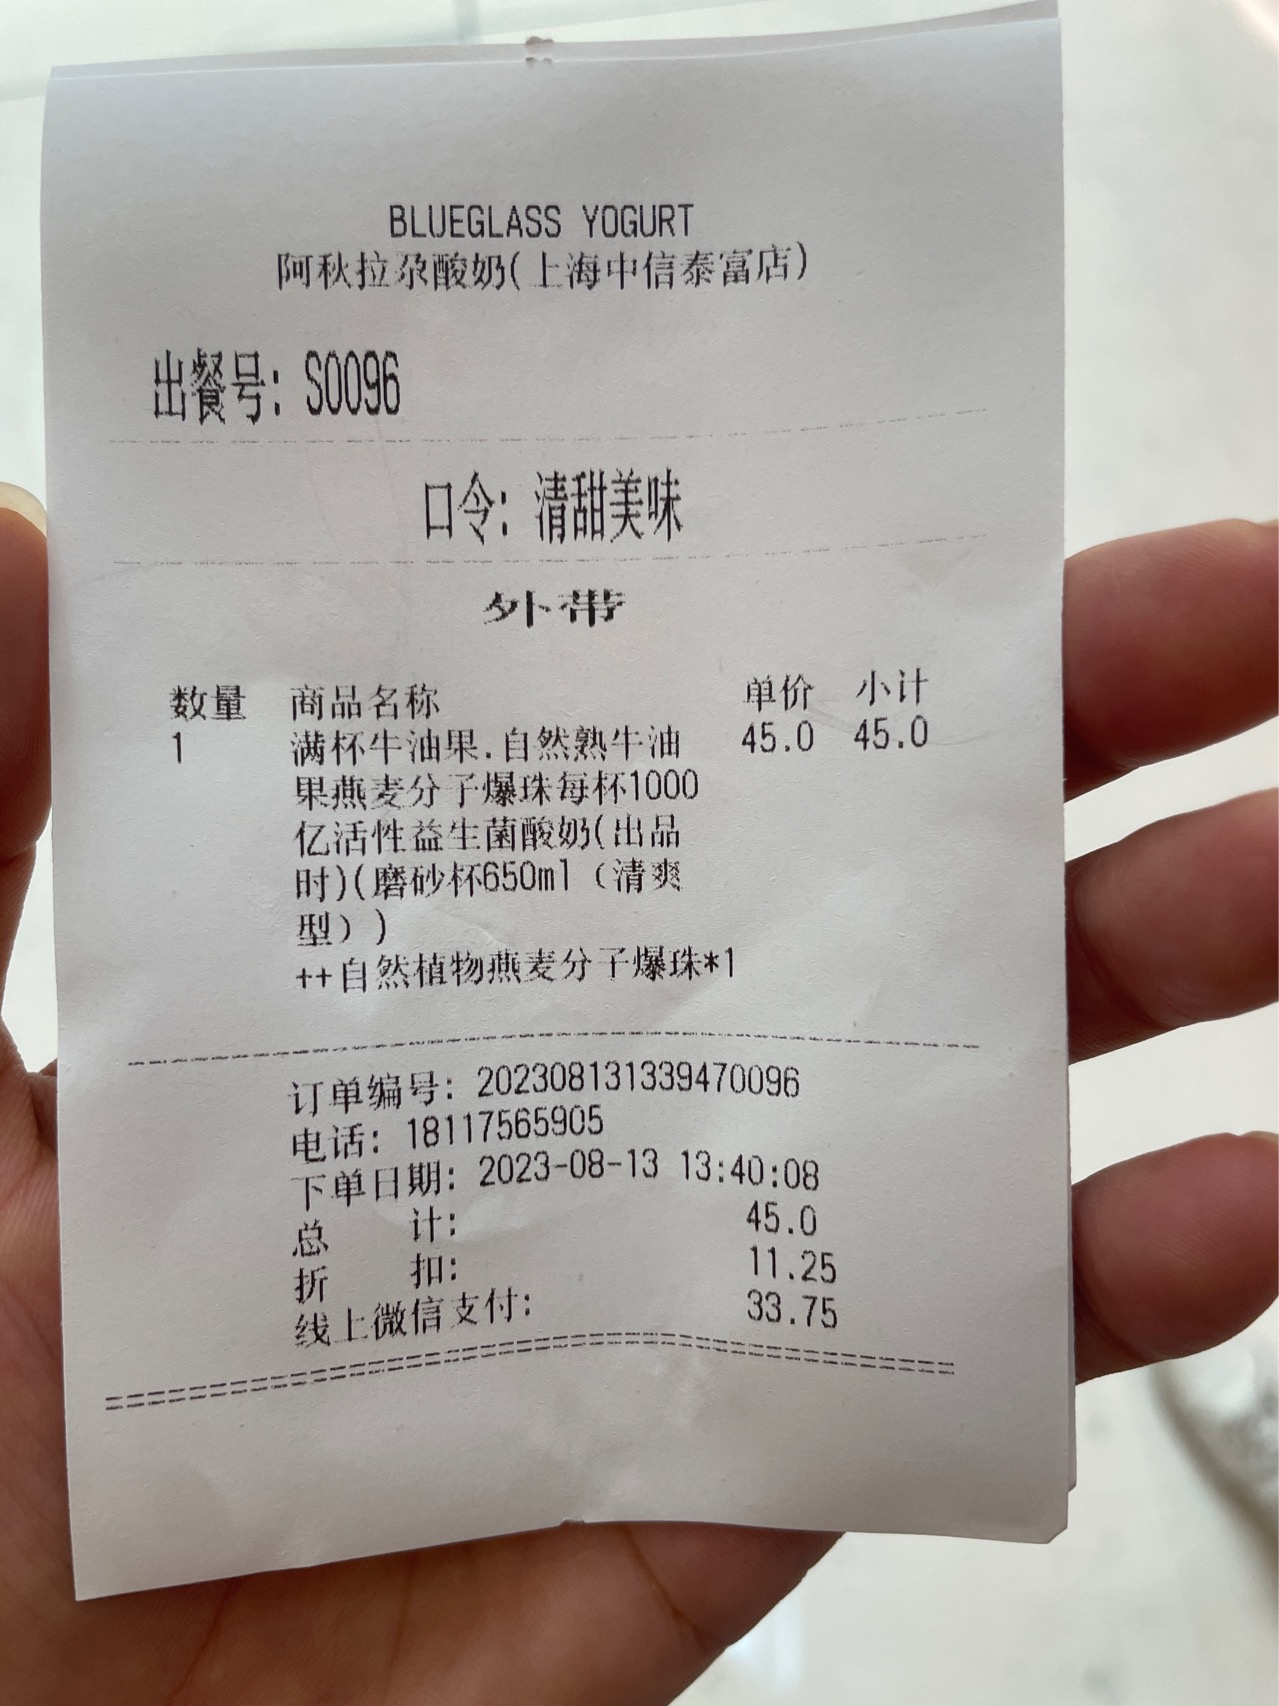 BLUEGLASS YOGURT
阿秋拉尕酸奶(上海中信泰富店)
出餐号: S0096
口令: 清甜美味
外带
数量 商品名称 单价 小计
1 满杯牛油果.自然熟牛油 45.0 45.0
果燕麦分子爆珠每杯1000
亿活性益生菌酸奶(出品
时)(磨砂杯650ml（清爽
型）)
++自然植物燕麦分子爆珠*1
订单编号: 202308131339470096
电话: 18117565905
下单日期: 2023-08-13 13:40:08
总 计: 45.0
折 扣: 11.25
线上微信支付: 33.75